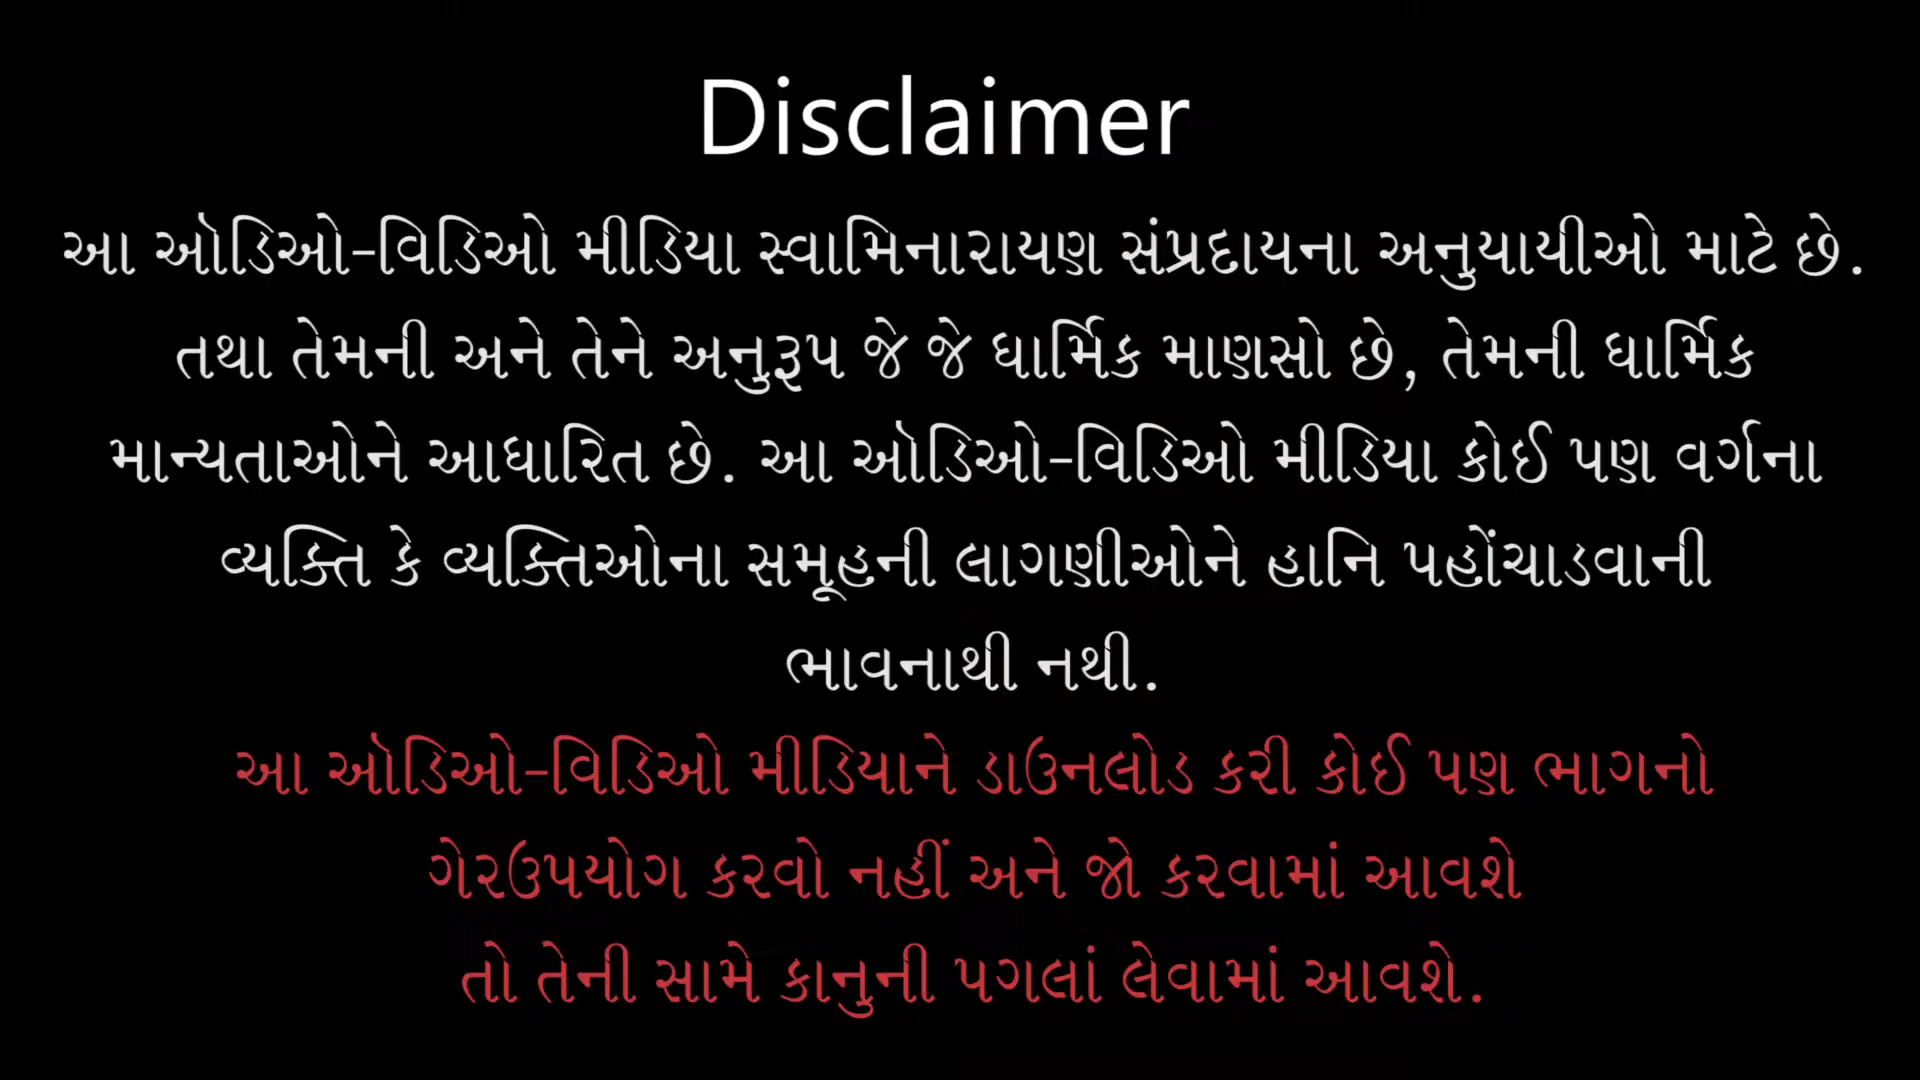 Disclaimer
આ ઑડિઓ-વિડિઓ મીડિયા સ્વામિનારાયણ સંપ્રદાયના અનુયાયીઓ માટે છે.
તથા તેમની અને તેને અનુરૂપ જે જે ધાર્મિક માણસો છે, તેમની ધાર્મિક
માન્યતાઓને આધારિત છે. આ ઑડિઓ-વિડિઓ મીડિયા કોઈ પણ વર્ગના
વ્યક્તિ કે વ્યક્તિઓના સમૂહની લાગણીઓને હાનિ પહોંચાડવાની
ભાવનાથી નથી.
આ ઑડિઓ-વિડિઓ મીડિયાને ડાઉનલોડ કરી કોઈ પણ ભાગનો
ગેરઉપયોગ કરવો નહીં અને જો કરવામાં આવશે
તો તેની સામે કાનુની પગલાં લેવામાં આવશે.